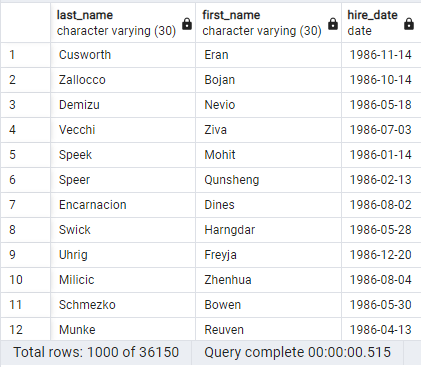 last_name first_name hire_date
character varying (30) character varying (30) date
1 Cusworth Eran 1986-11-14
2 Zallocco Bojan 1986-10-14
3 Demizu Nevio 1986-05-18
4 Vecchi Ziva 1986-07-03
5 Speek Mohit 1986-01-14
6 Speer Qunsheng 1986-02-13
7 Encarnacion Dines 1986-08-02
8 Swick Harngdar 1986-05-28
9 Uhrig Freyja 1986-12-20
10 Milicic Zhenhua 1986-08-04
11 Schmezko Bowen 1986-05-30
12 Munke Reuven 1986-04-13
Total rows: 1000 of 36150 Query complete 00:00:00.515